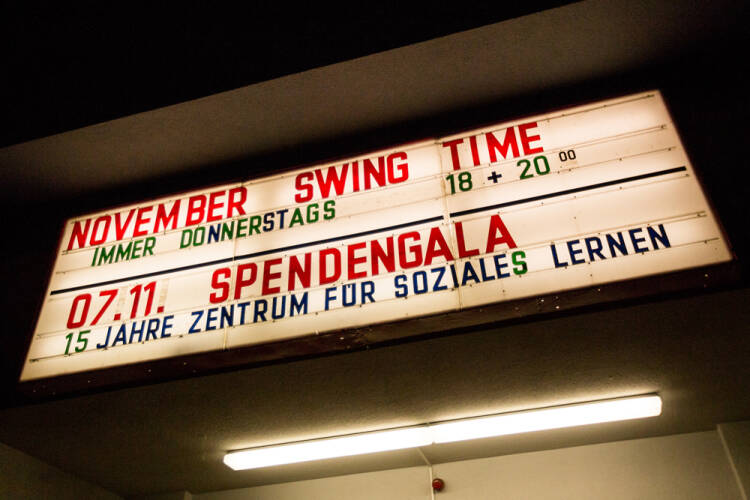 NOVEMBER SWING TIME
IMMER DONNERSTAGS 18 + 20 00
07.11. SPENDENGALA
15 JAHRE ZENTRUM FÜR SOZIALES LERNEN